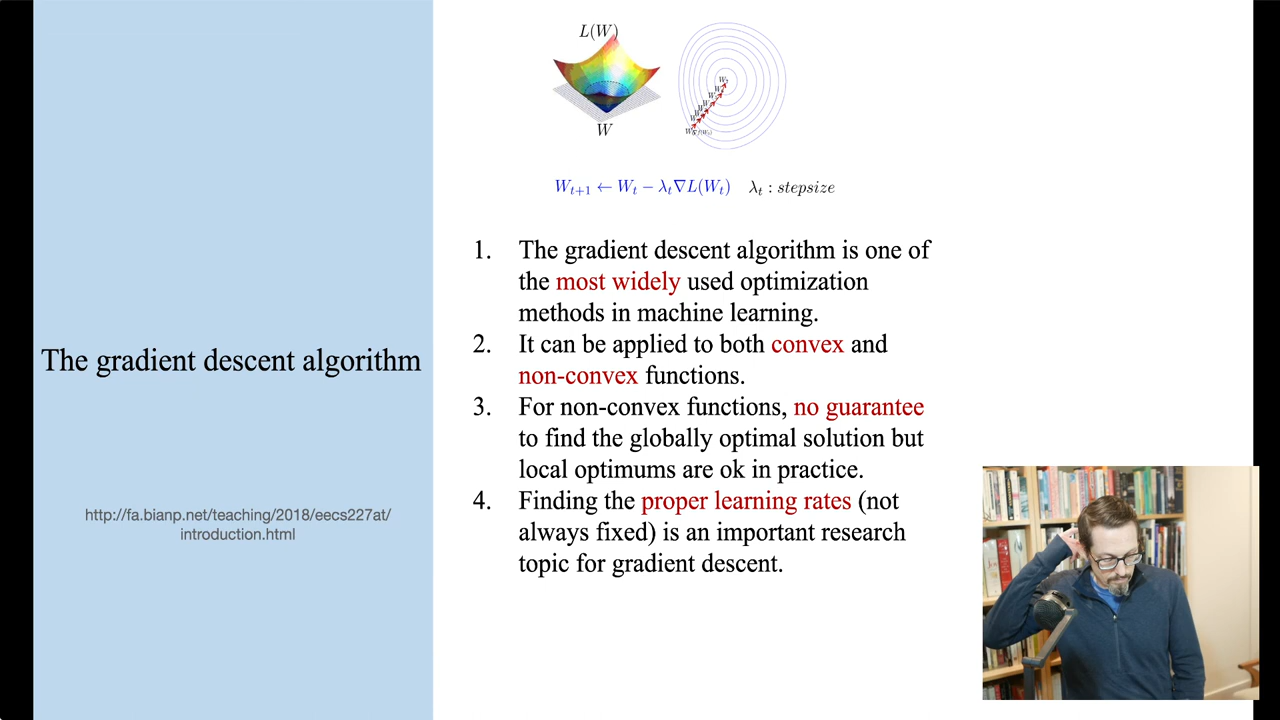 L(W)
W
W_{t+1} ← W_t − λ_t∇L(W_t) λ_t : stepsize
1. The gradient descent algorithm is one of
the most widely used optimization
methods in machine learning.
2. It can be applied to both convex and
non-convex functions.
3. For non-convex functions, no guarantee
to find the globally optimal solution but
local optimums are ok in practice.
4. Finding the proper learning rates (not
always fixed) is an important research
topic for gradient descent.
The gradient descent algorithm
http://fa.bianp.net/teaching/2018/eecs227at/
introduction.html